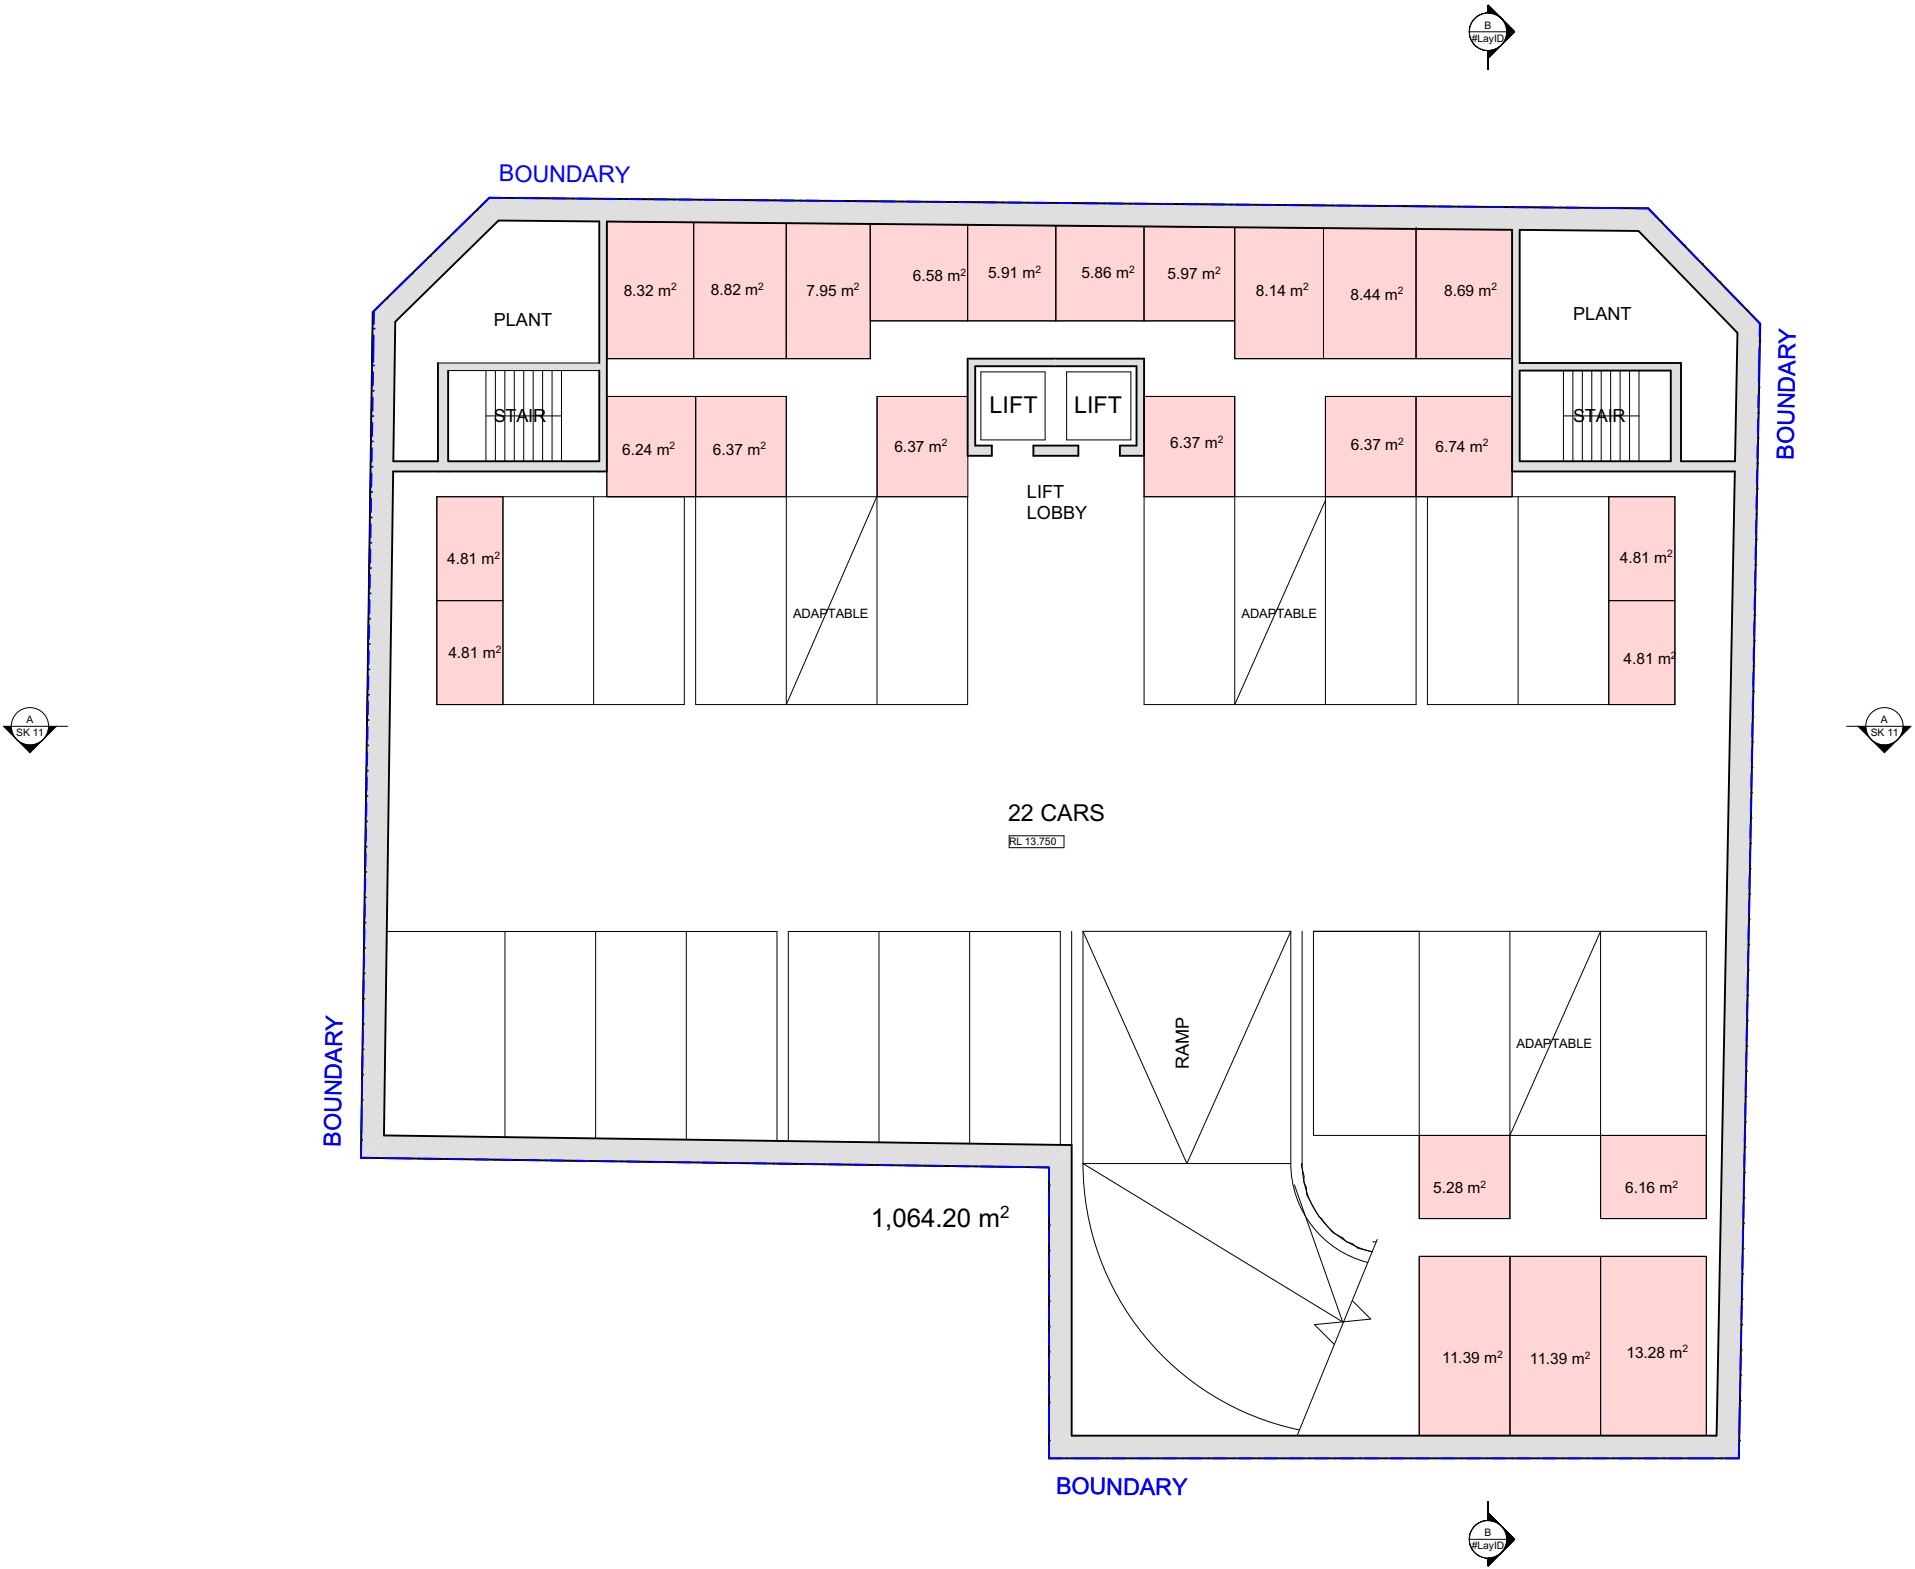 B
#LayID
BOUNDARY
8.32 m²
8.82 m²
7.95 m²
6.58 m²
5.91 m²
5.86 m²
5.97 m²
8.14 m²
8.44 m²
8.69 m²
PLANT
PLANT
BOUNDARY
STAIR
LIFT
LIFT
STAIR
6.24 m²
6.37 m²
6.37 m²
6.37 m²
6.37 m²
6.74 m²
LIFT
LOBBY
4.81 m²
4.81 m²
ADAPTABLE
ADAPTABLE
4.81 m²
4.81 m²
A
SK 11
A
SK 11
22 CARS
RL 13.750
BOUNDARY
RAMP
ADAPTABLE
5.28 m²
6.16 m²
1,064.20 m²
11.39 m²
11.39 m²
13.28 m²
BOUNDARY
B
#LayID